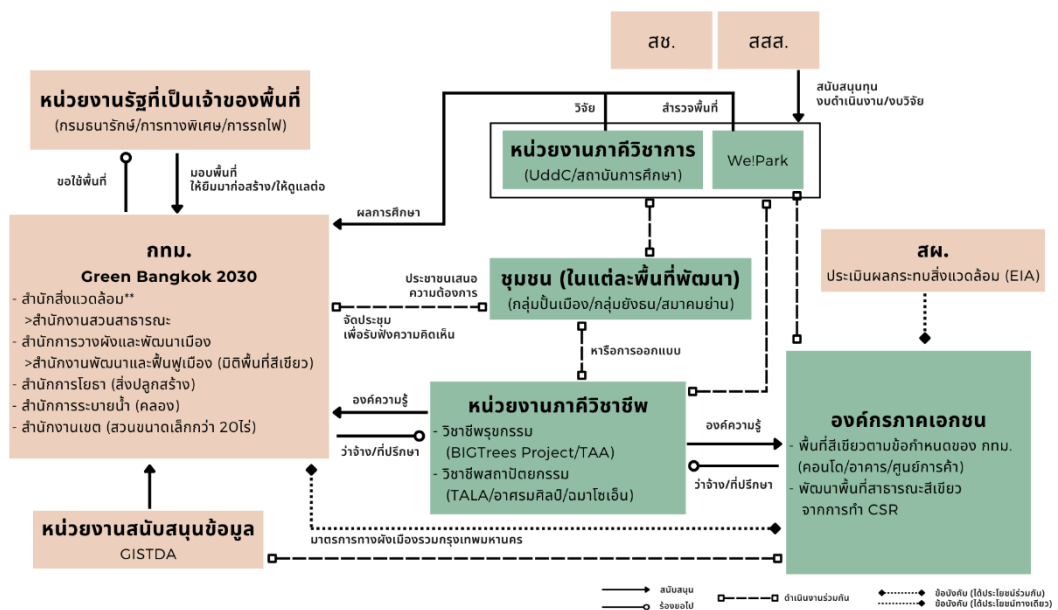 สช.
สสส.
สนับสนุนทุน
งบดำเนินงาน/งบวิจัย
หน่วยงานรัฐที่เป็นเจ้าของพื้นที่
(กรมธนารักษ์/การทางพิเศษ/การรถไฟ)
วิจัย
สำรวจพื้นที่
หน่วยงานภาคีวิชาการ
(UddC/สถาบันการศึกษา)
We!Park
ขอใช้พื้นที่
มอบพื้นที่
ให้ยืมมาก่อสร้าง/ให้ดูแลต่อ
ผลการศึกษา
กทม.
Green Bangkok 2030
- สำนักสิ่งแวดล้อม**
>สำนักงานสวนสาธารณะ
- สำนักการวางผังและพัฒนาเมือง
>สำนักงานพัฒนาและฟื้นฟูเมือง (มิติพื้นที่สีเขียว)
- สำนักการโยธา (สิ่งปลูกสร้าง)
- สำนักการระบายน้ำ (คลอง)
- สำนักงานเขต (สวนขนาดเล็กกว่า 20ไร่)
ประชาชนเสนอ
ความต้องการ
จัดประชุม
เพื่อรับฟังความคิดเห็น
ชุมชน (ในแต่ละพื้นที่พัฒนา)
(กลุ่มปั้นเมือง/กลุ่มยังธน/สมาคมย่าน)
สผ.
ประเมินผลกระทบสิ่งแวดล้อม (EIA)
หารือการออกแบบ
องค์ความรู้
ว่าจ้าง/ที่ปรึกษา
หน่วยงานภาคีวิชาชีพ
- วิชาชีพรุขกรรม
(BIGTrees Project/TAA)
- วิชาชีพสถาปัตยกรรม
(TALA/อาศรมศิลป์/ฉมาโซเอ็น)
องค์ความรู้
ว่าจ้าง/ที่ปรึกษา
องค์กรภาคเอกชน
- พื้นที่สีเขียวตามข้อกำหนดของ กทม.
(คอนโด/อาคาร/ศูนย์การค้า)
- พัฒนาพื้นที่สาธารณะสีเขียว
จากการทำ CSR
หน่วยงานสนับสนุนข้อมูล
GISTDA
มาตรการทางผังเมืองรวมกรุงเทพมหานคร
สนับสนุน
ร้องขอไป
ดำเนินงานร่วมกัน
ข้อบังคับ (ได้ประโยชน์ร่วมกัน)
ข้อบังคับ (ได้ประโยชน์ทางเดียว)